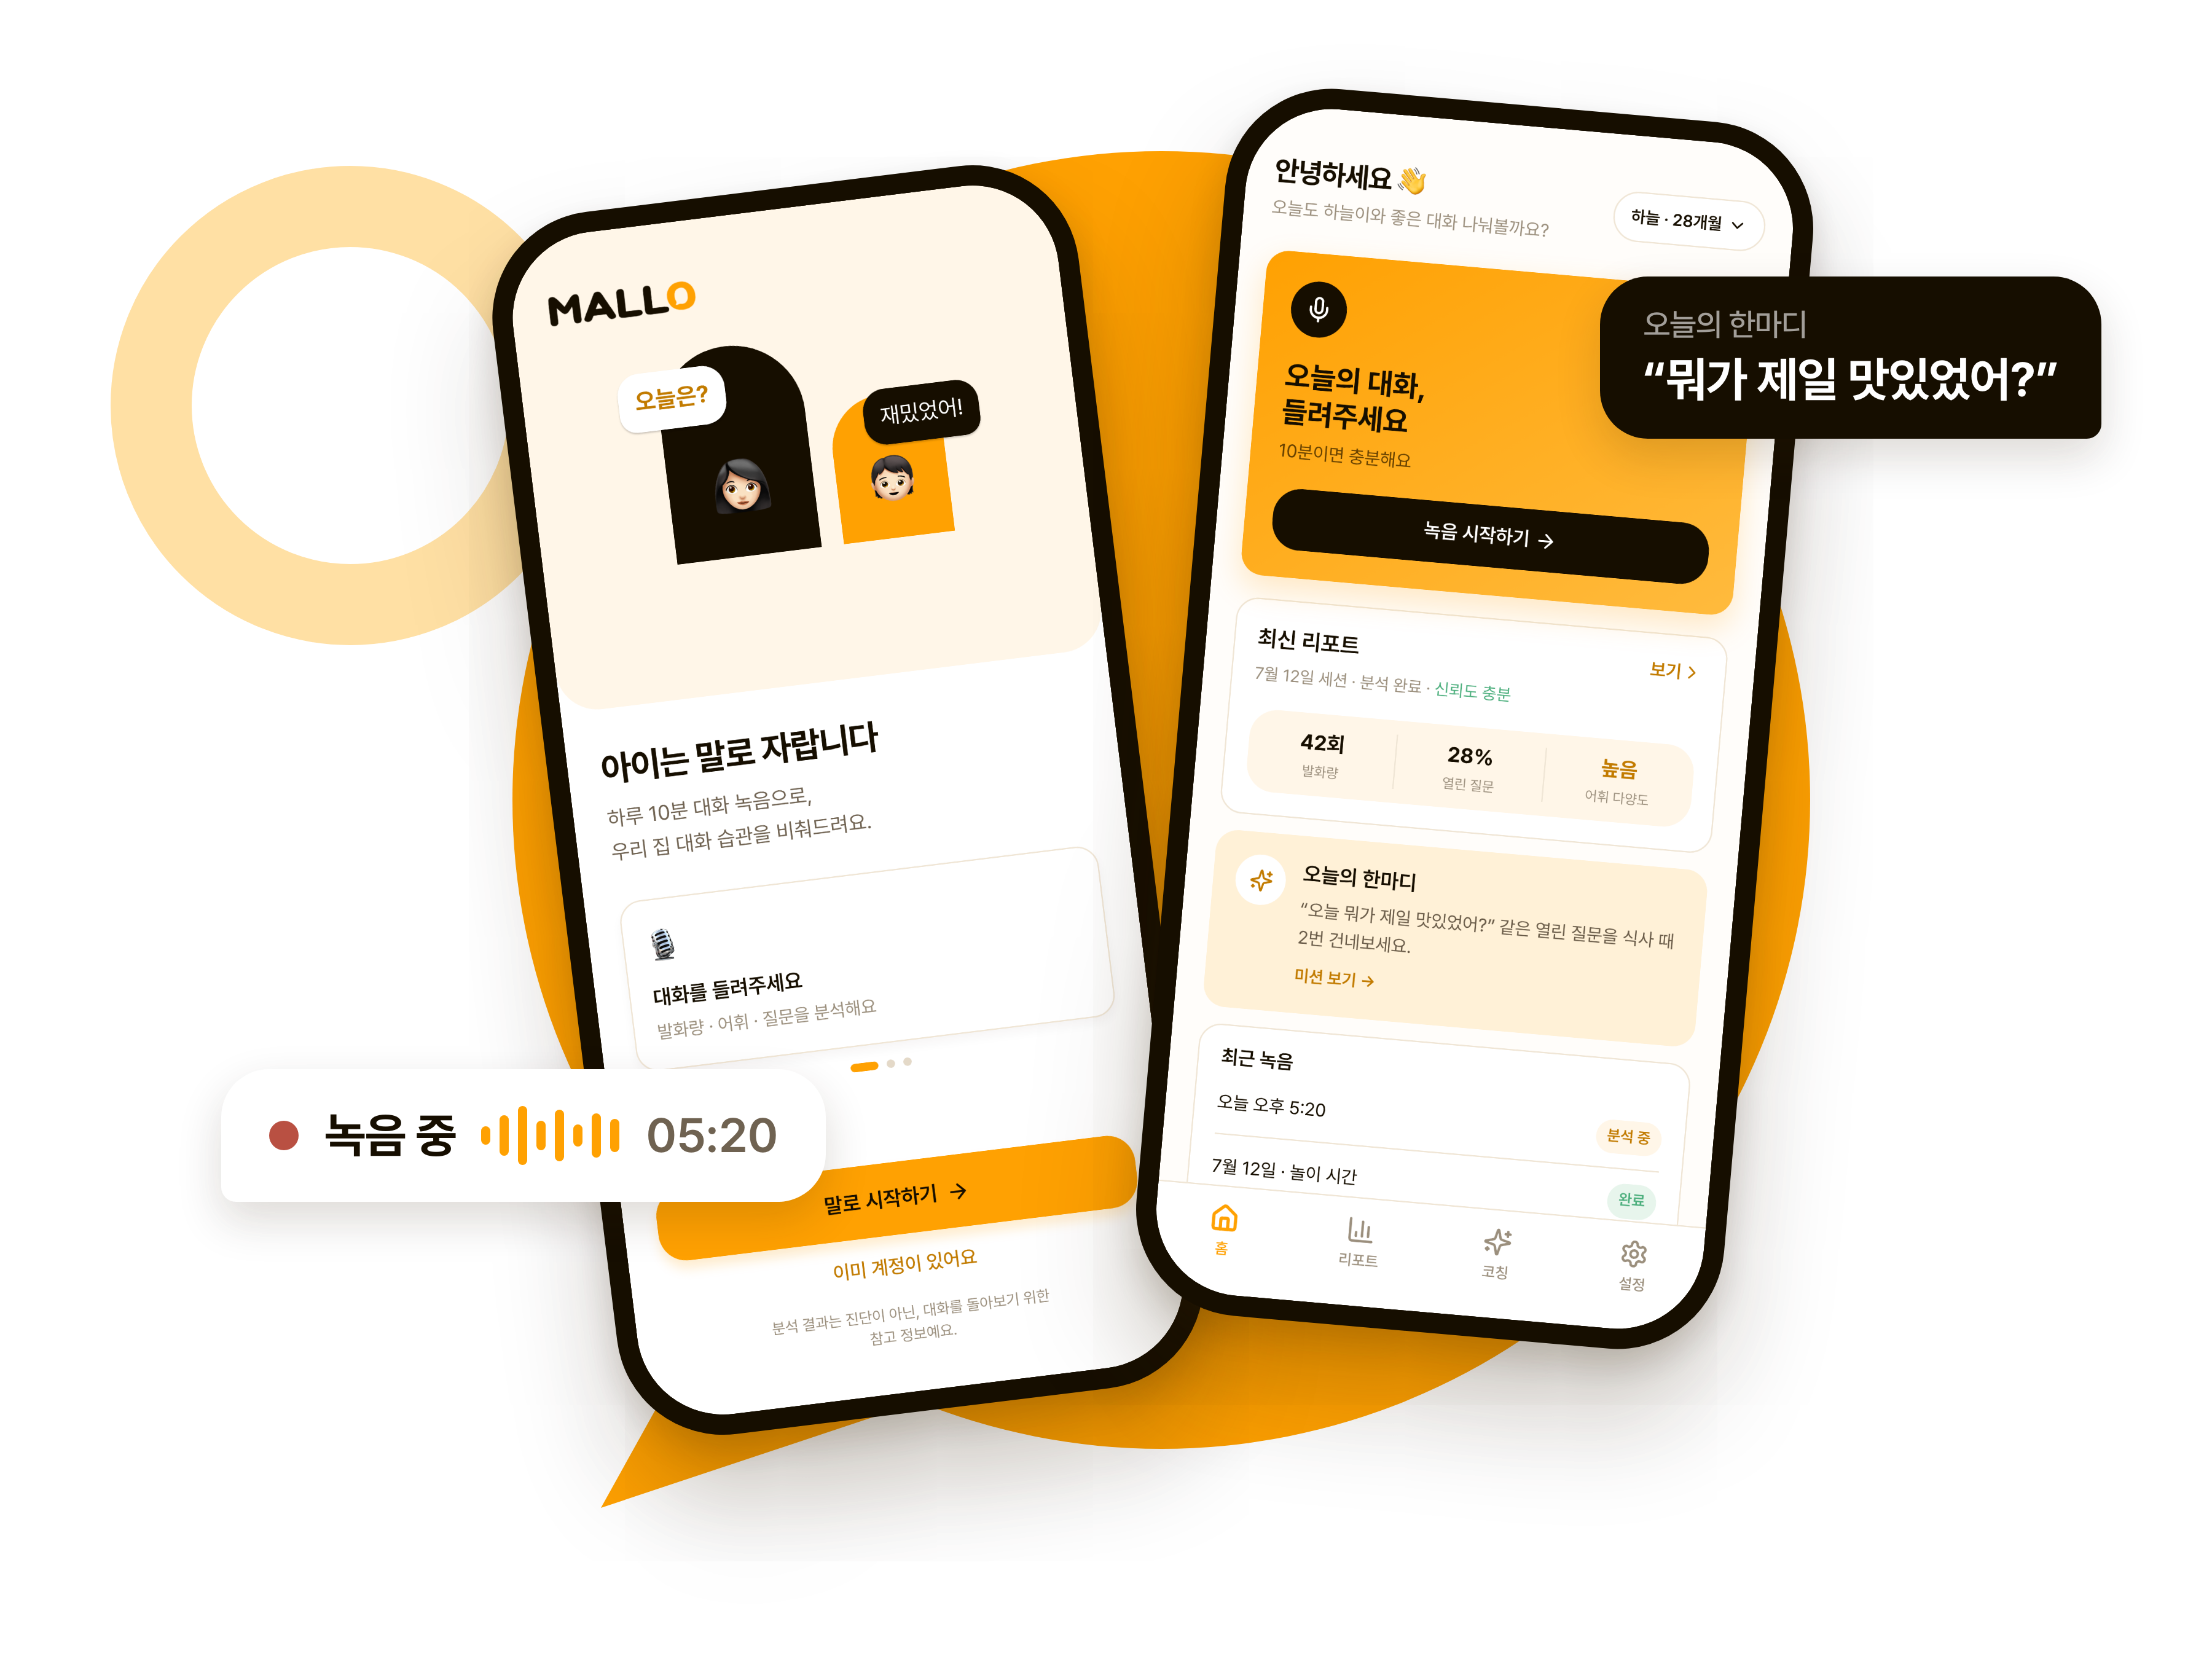 MALLO
오늘은?
재밌었어!
아이는 말로 자랍니다
하루 10분 대화 녹음으로,
우리 집 대화 습관을 비춰드려요.
대화를 들려주세요
발화량 · 어휘 · 질문을 분석해요
녹음 중 05:20
말로 시작하기 →
이미 계정이 있어요
분석 결과는 진단이 아닌, 대화를 돌아보기 위한
참고 정보예요.
안녕하세요 👋
오늘도 하늘이와 좋은 대화 나눠볼까요?
하늘 · 28개월
오늘의 한마디
“뭐가 제일 맛있었어?”
오늘의 대화,
들려주세요
10분이면 충분해요
녹음 시작하기 →
최신 리포트
보기 >
7월 12일 세션 · 분석 완료 · 신뢰도 충분
42회
발화량
28%
열린 질문
높음
어휘 다양도
오늘의 한마디
“오늘 뭐가 제일 맛있었어?” 같은 열린 질문을 식사 때
2번 건네보세요.
미션 보기 →
최근 녹음
오늘 오후 5:20
분석 중
7월 12일 · 놀이 시간
완료
홈
리포트
코칭
설정